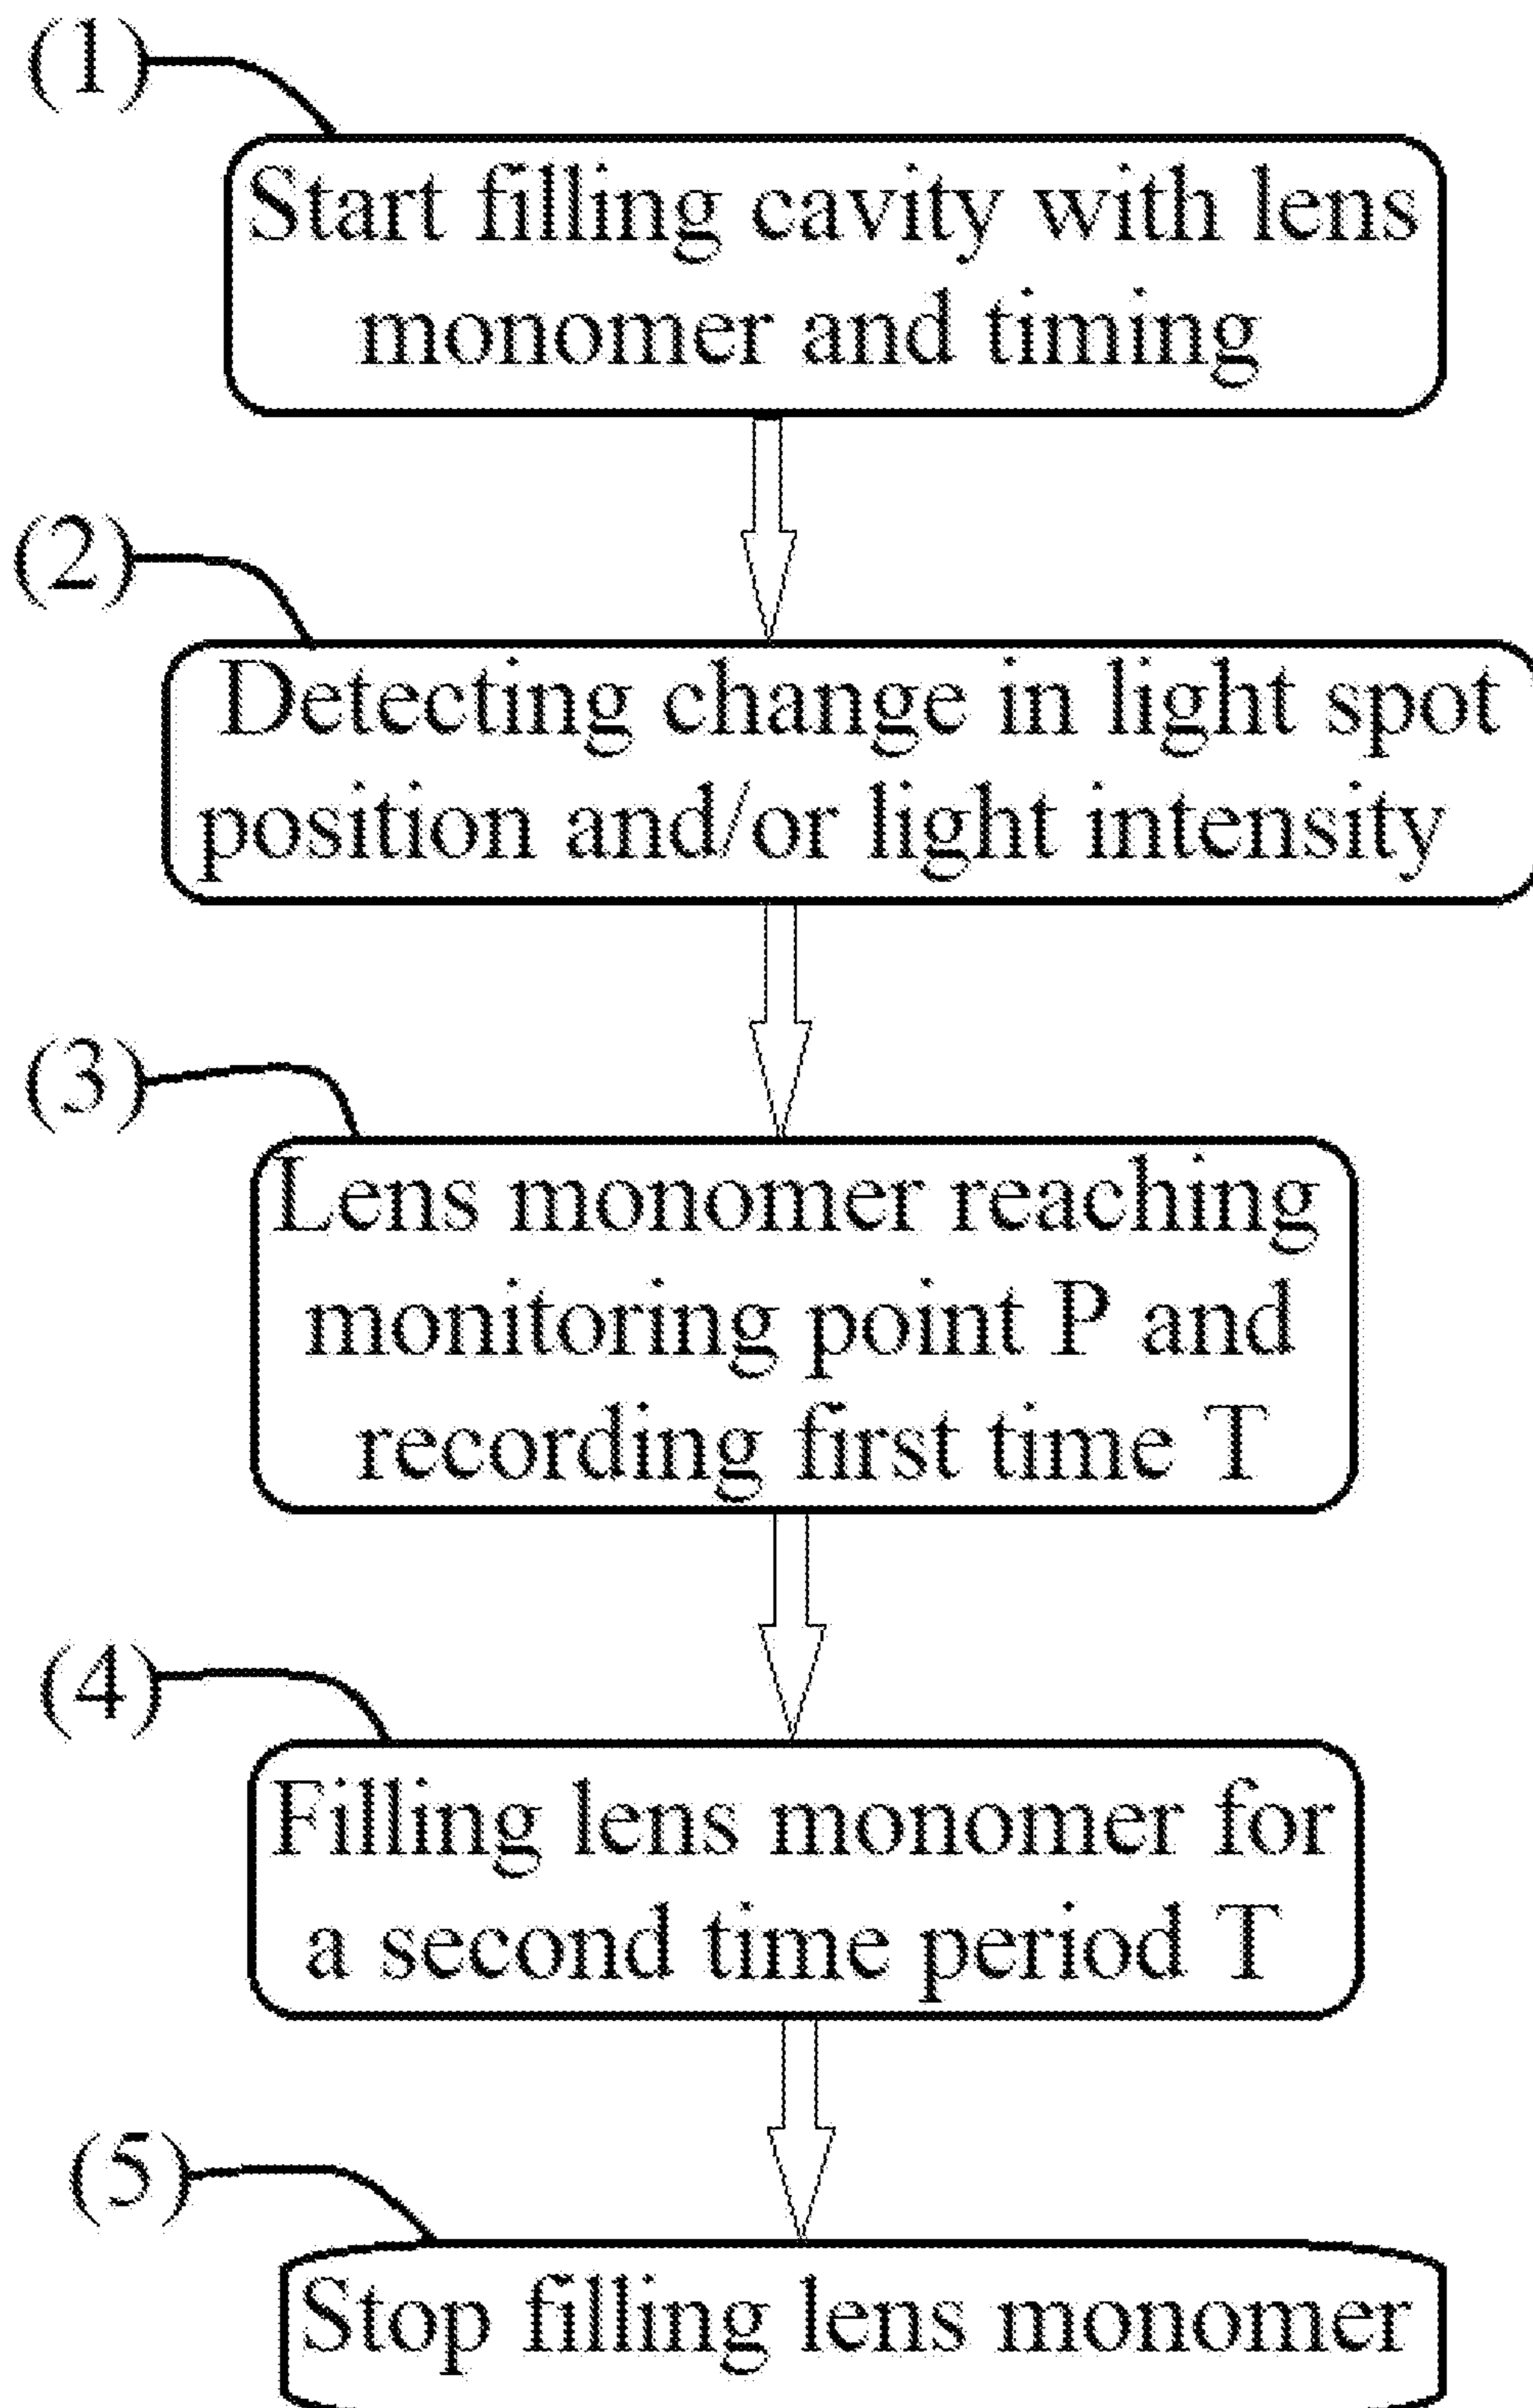 (1)
Start filling cavity with lens
monomer and timing
(2)
Detecting change in light spot
position and/or light intensity
(3)
Lens monomer reaching
monitoring point P and
recording first time T
(4)
Filling lens monomer for
a second time period T
(5)
Stop filling lens monomer